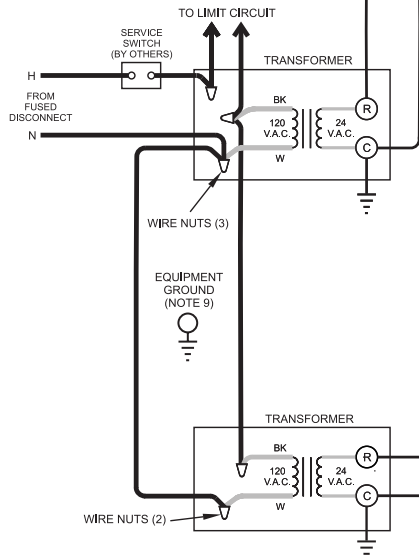 TO LIMIT CIRCUIT
SERVICE
SWITCH
(BY OTHERS)
TRANSFORMER
H
FROM
FUSED
DISCONNECT
N
BK
120
V.A.C.
24
V.A.C.
W
R
C
WIRE NUTS (3)
EQUIPMENT
GROUND
(NOTE 9)
TRANSFORMER
BK
120
V.A.C.
24
V.A.C.
W
R
C
WIRE NUTS (2)